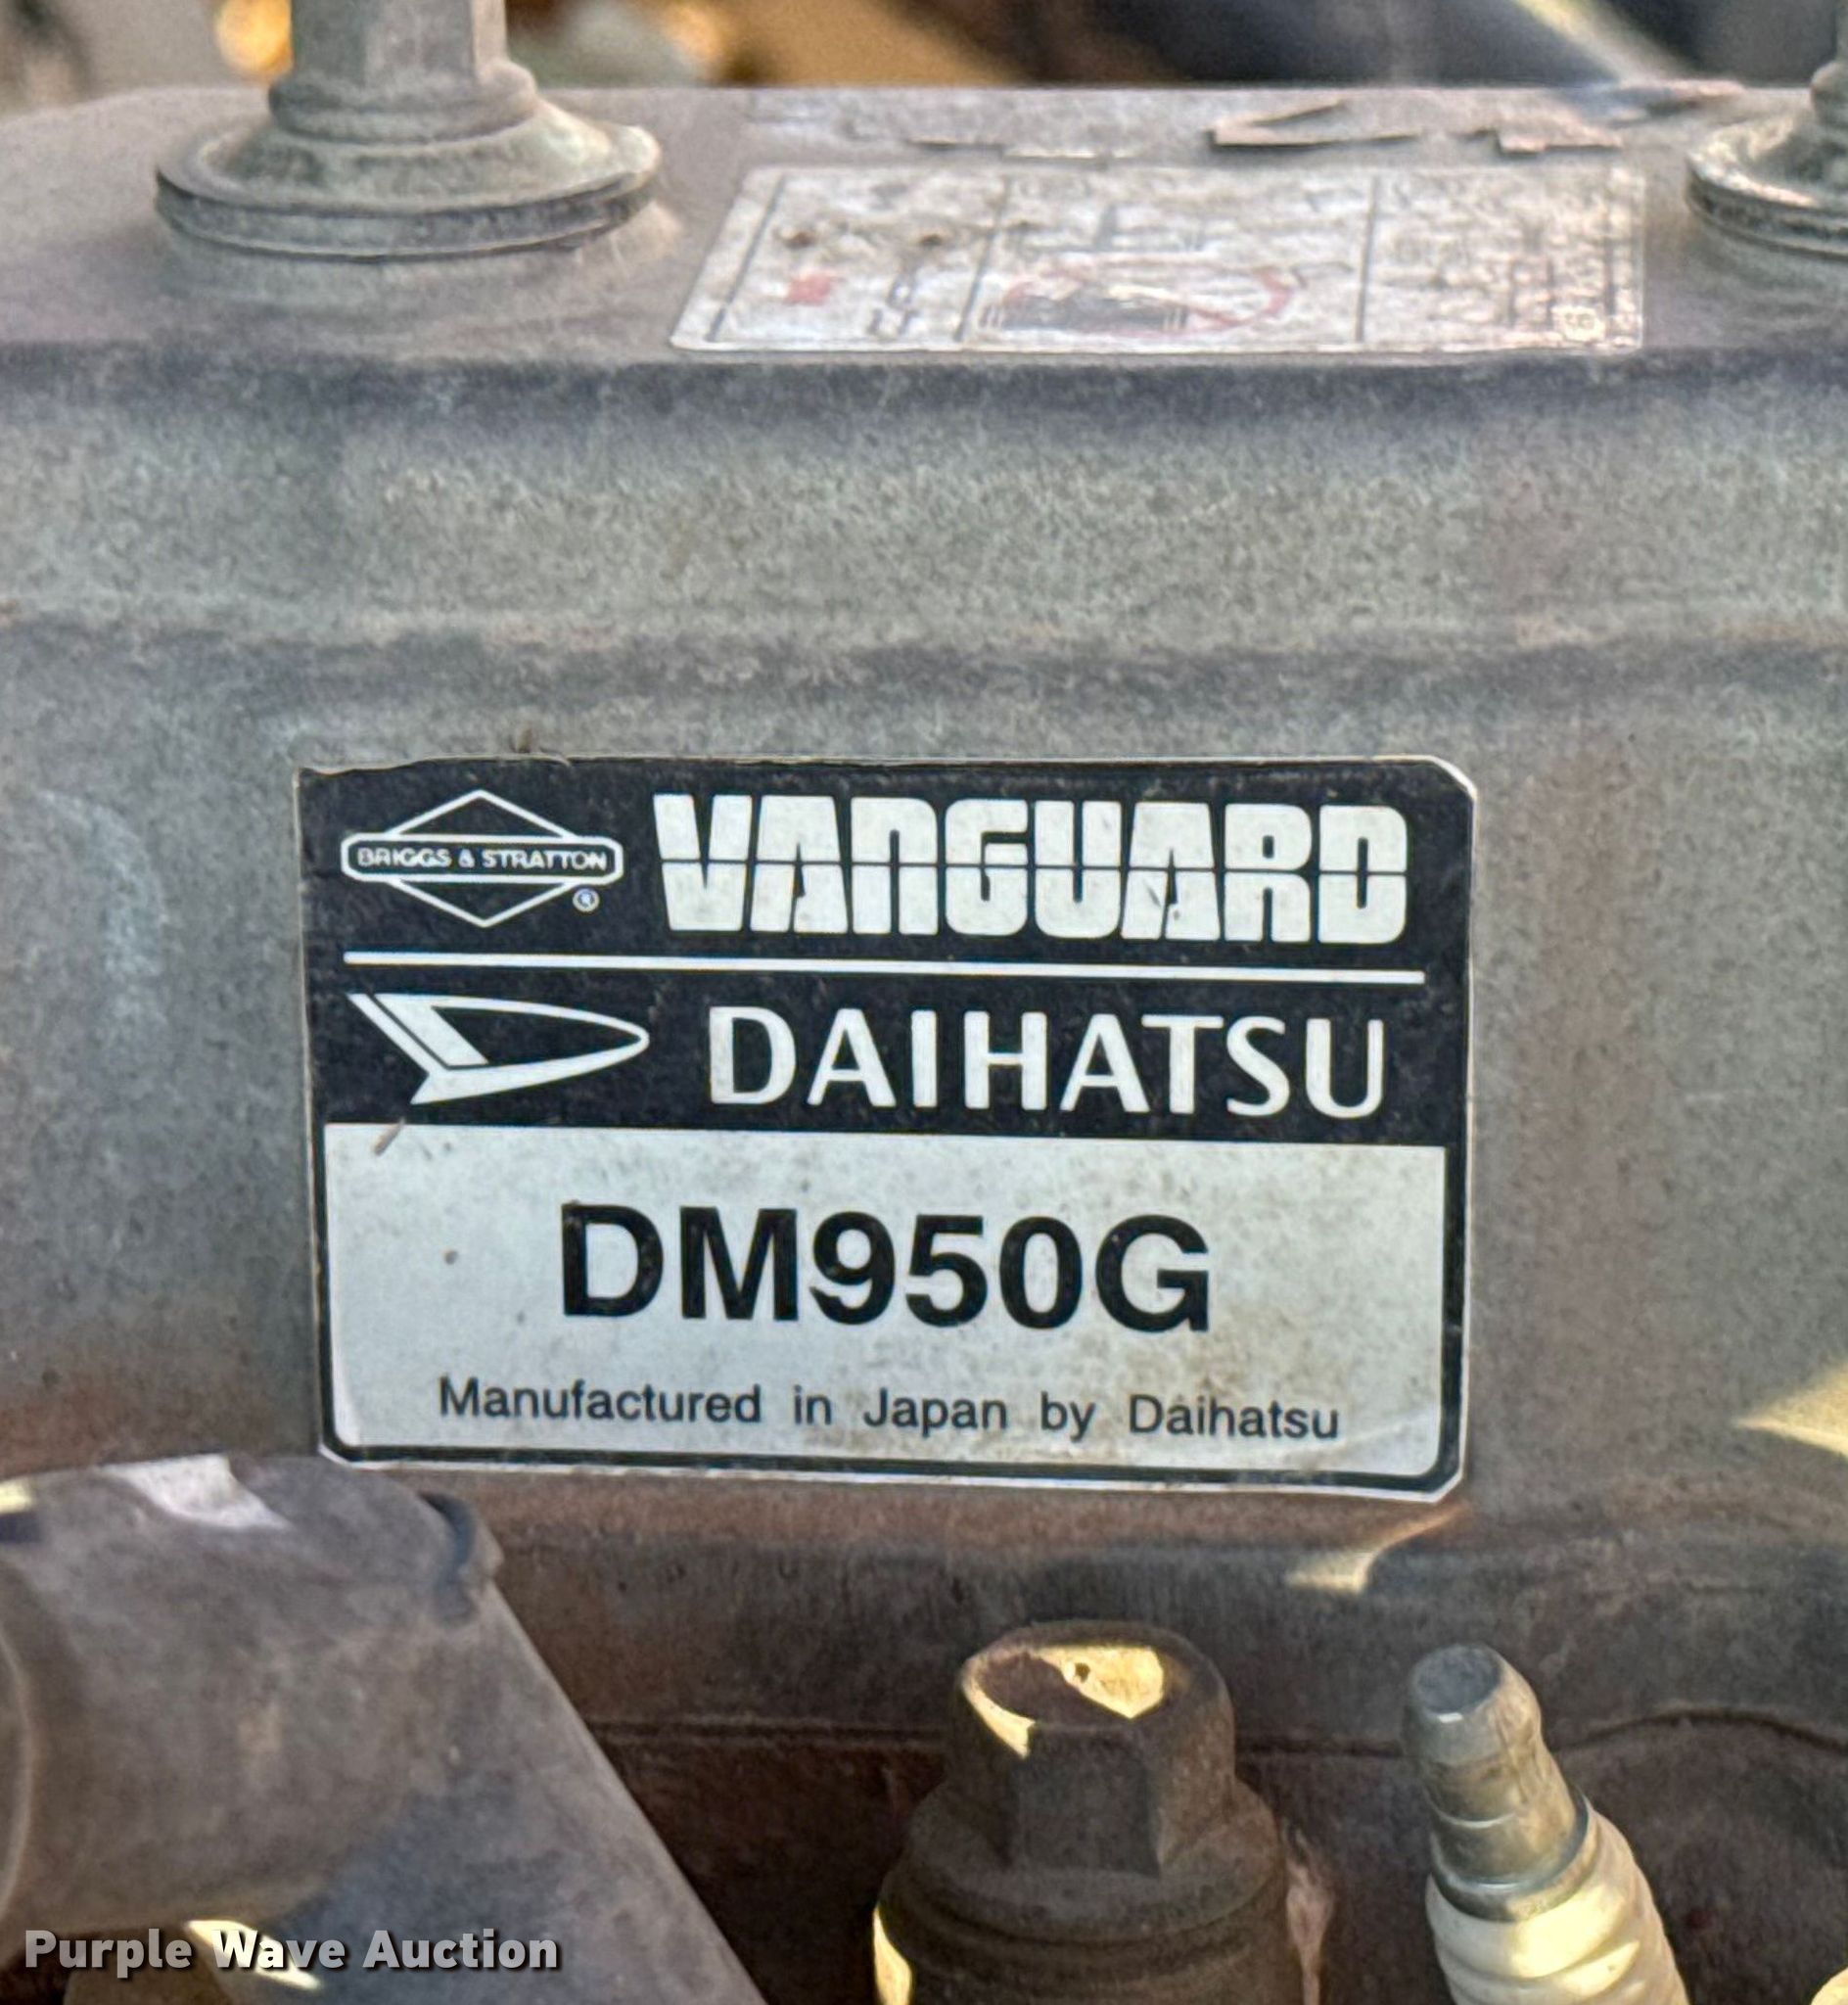 BRIGGS & STRATTON
®
VANGUARD
DAIHATSU
DM950G
Manufactured in Japan by Daihatsu
Purple Wave Auction